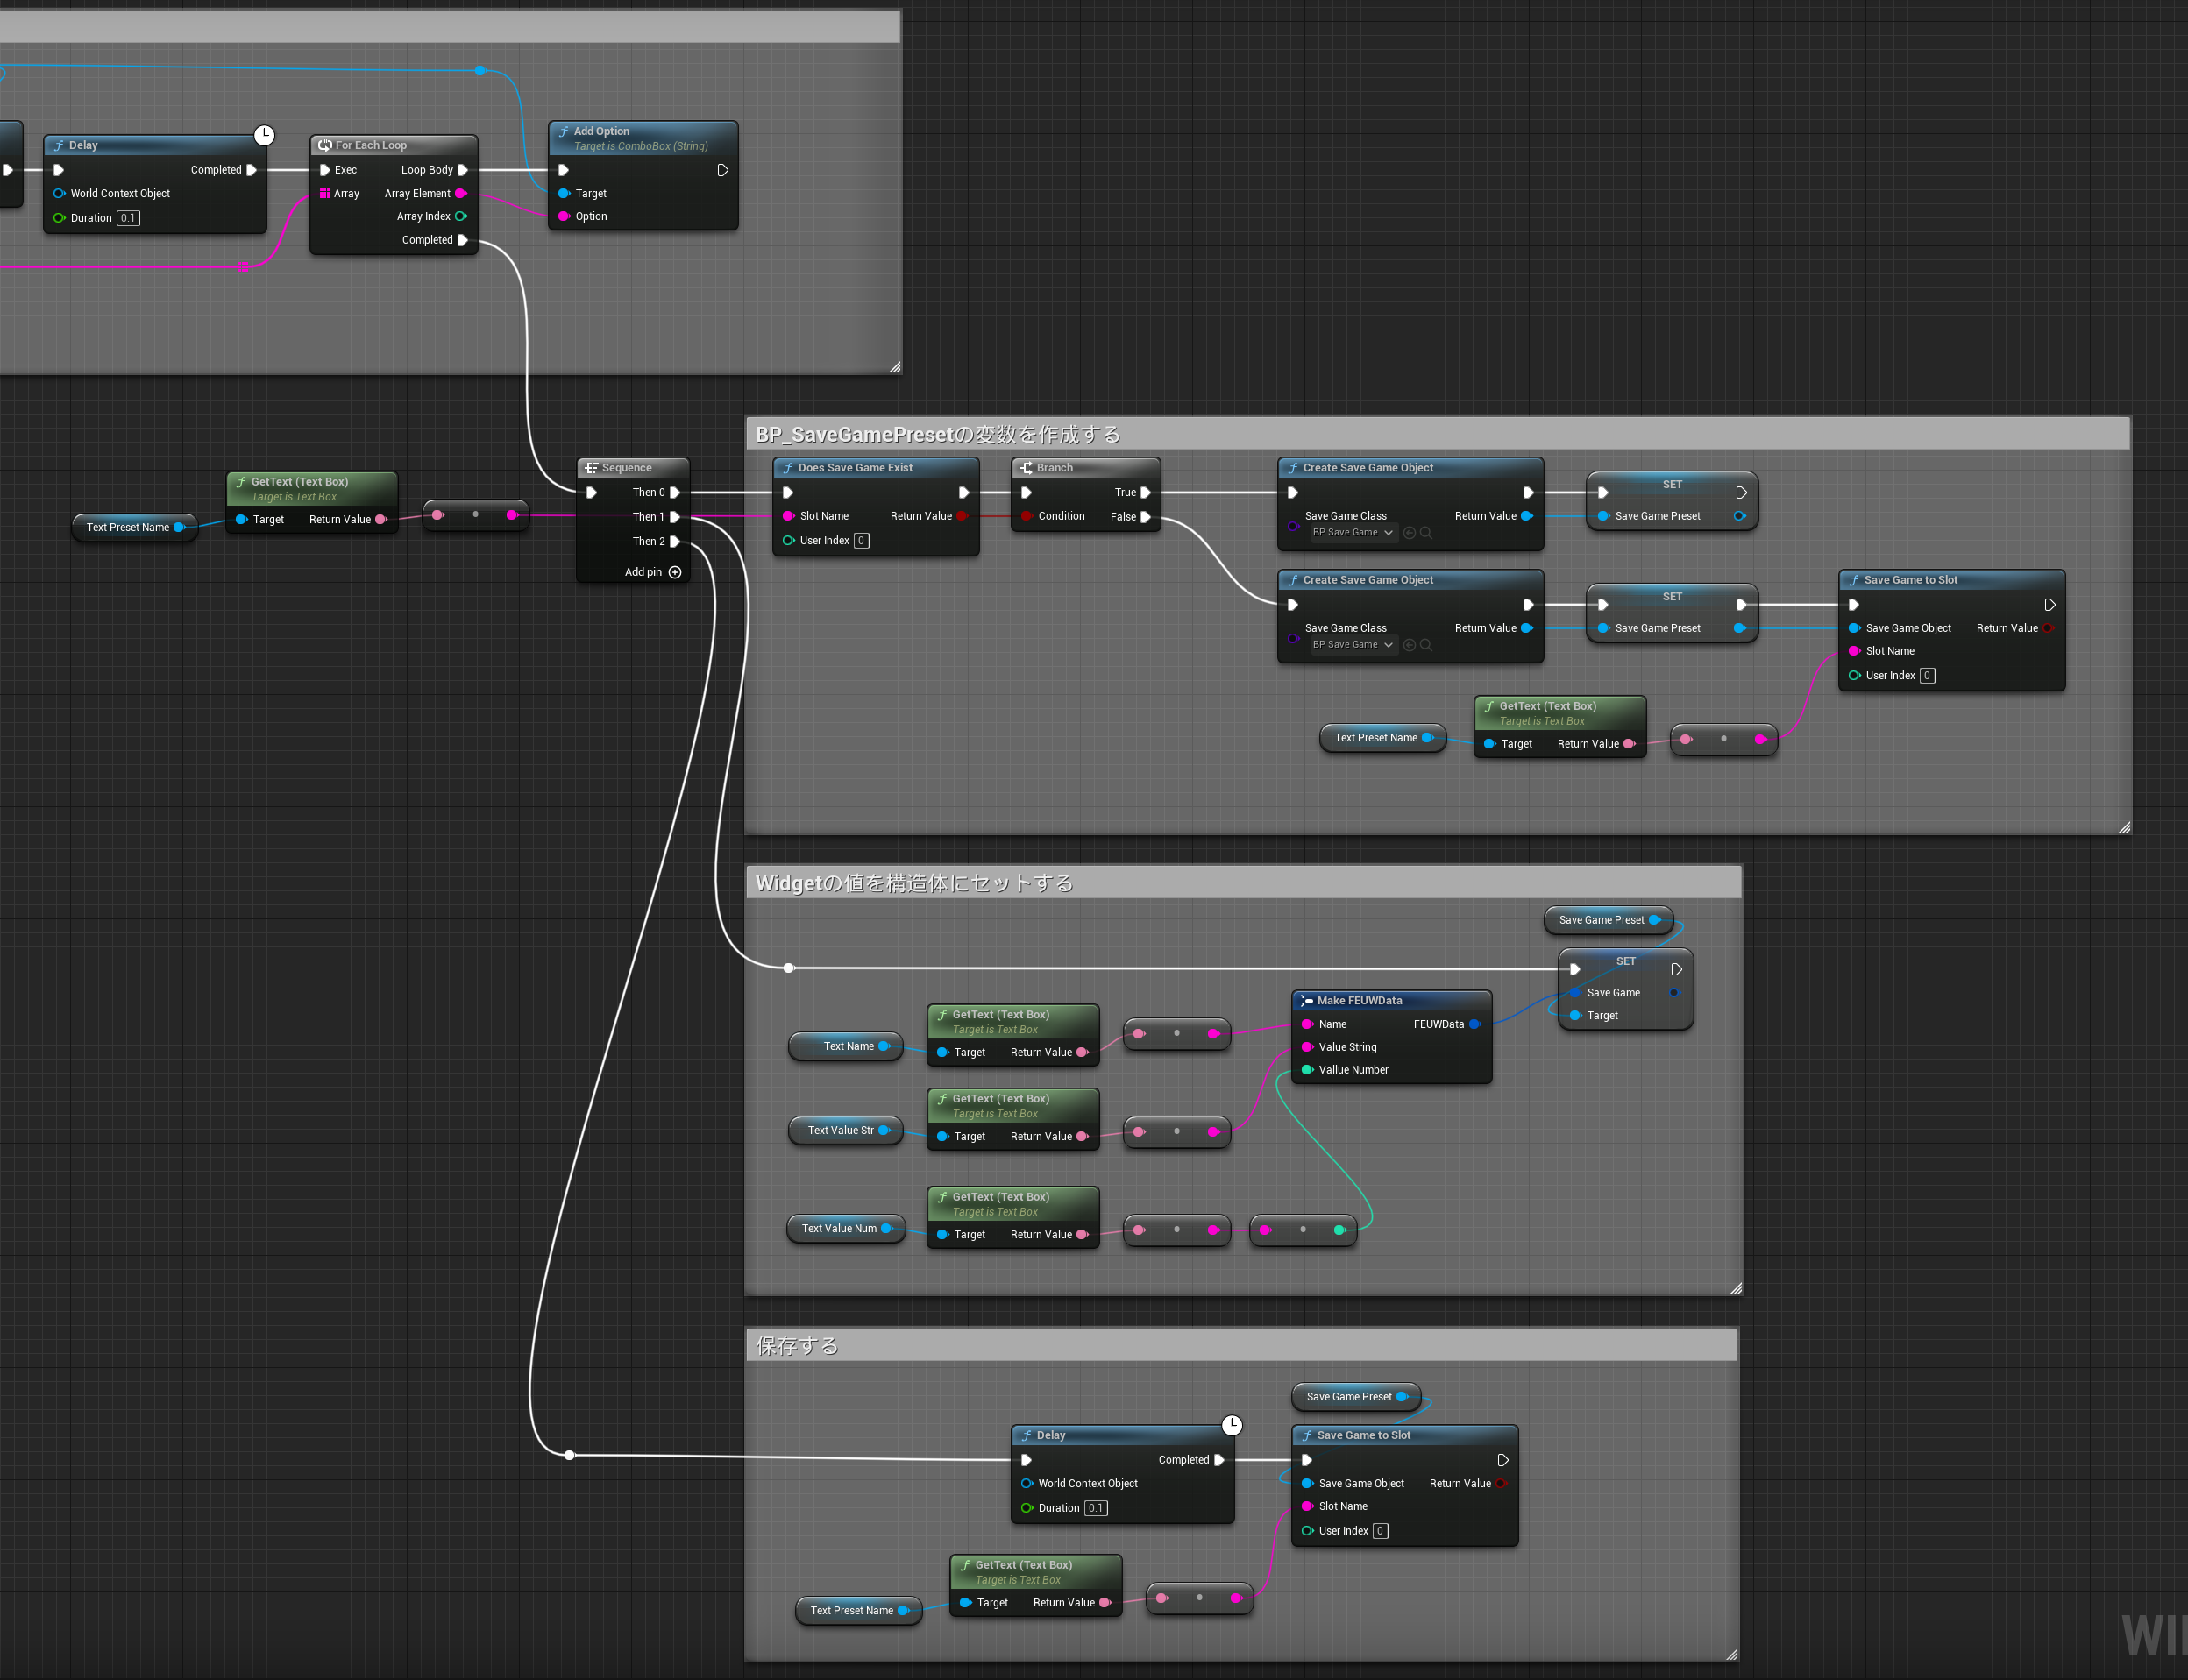 Delay
Completed
World Context Object
Duration 0.1
For Each Loop
Exec Loop Body
Array Array Element
Array Index
Completed
Add Option
Target is ComboBox (String)
Target
Option
BP_SaveGamePresetの変数を作成する
Text Preset Name
GetText (Text Box)
Target is Text Box
Target Return Value
Sequence
Then 0
Then 1
Then 2
Add pin
Does Save Game Exist
Slot Name Return Value
User Index 0
Branch
True
Condition False
Create Save Game Object
Save Game Class Return Value
BP Save Game
SET
Save Game Preset
Create Save Game Object
Save Game Class Return Value
BP Save Game
SET
Save Game Preset
Save Game to Slot
Save Game Object Return Value
Slot Name
User Index 0
Text Preset Name
GetText (Text Box)
Target is Text Box
Target Return Value
Widgetの値を構造体にセットする
Save Game Preset
SET
Save Game
Target
Make FEUWData
Name FEUWData
Value String
Vallue Number
Text Name
GetText (Text Box)
Target is Text Box
Target Return Value
Text Value Str
GetText (Text Box)
Target is Text Box
Target Return Value
Text Value Num
GetText (Text Box)
Target is Text Box
Target Return Value
保存する
Save Game Preset
Delay
Completed
World Context Object
Duration 0.1
Save Game to Slot
Save Game Object Return Value
Slot Name
User Index 0
Text Preset Name
GetText (Text Box)
Target is Text Box
Target Return Value